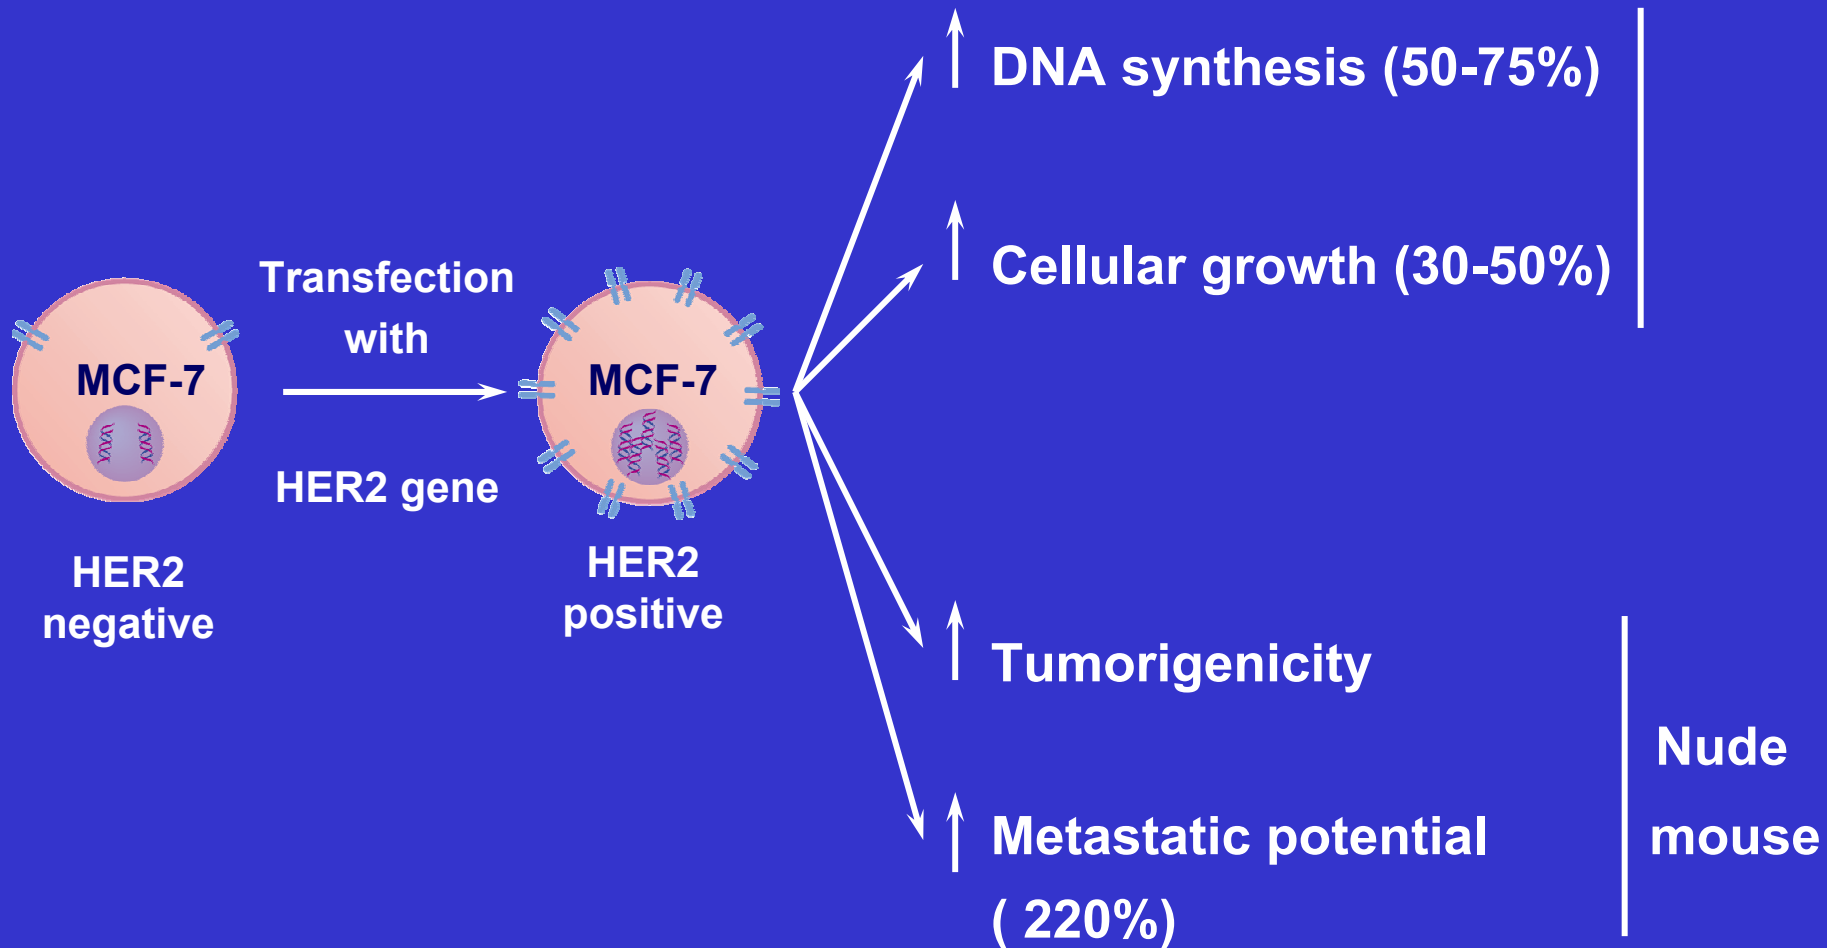 MCF-7
HER2
negative
Transfection
with
HER2 gene
MCF-7
HER2
positive
DNA synthesis (50-75%)
Cellular growth (30-50%)
Tumorigenicity
Metastatic potential
( 220%)
Nude
mouse